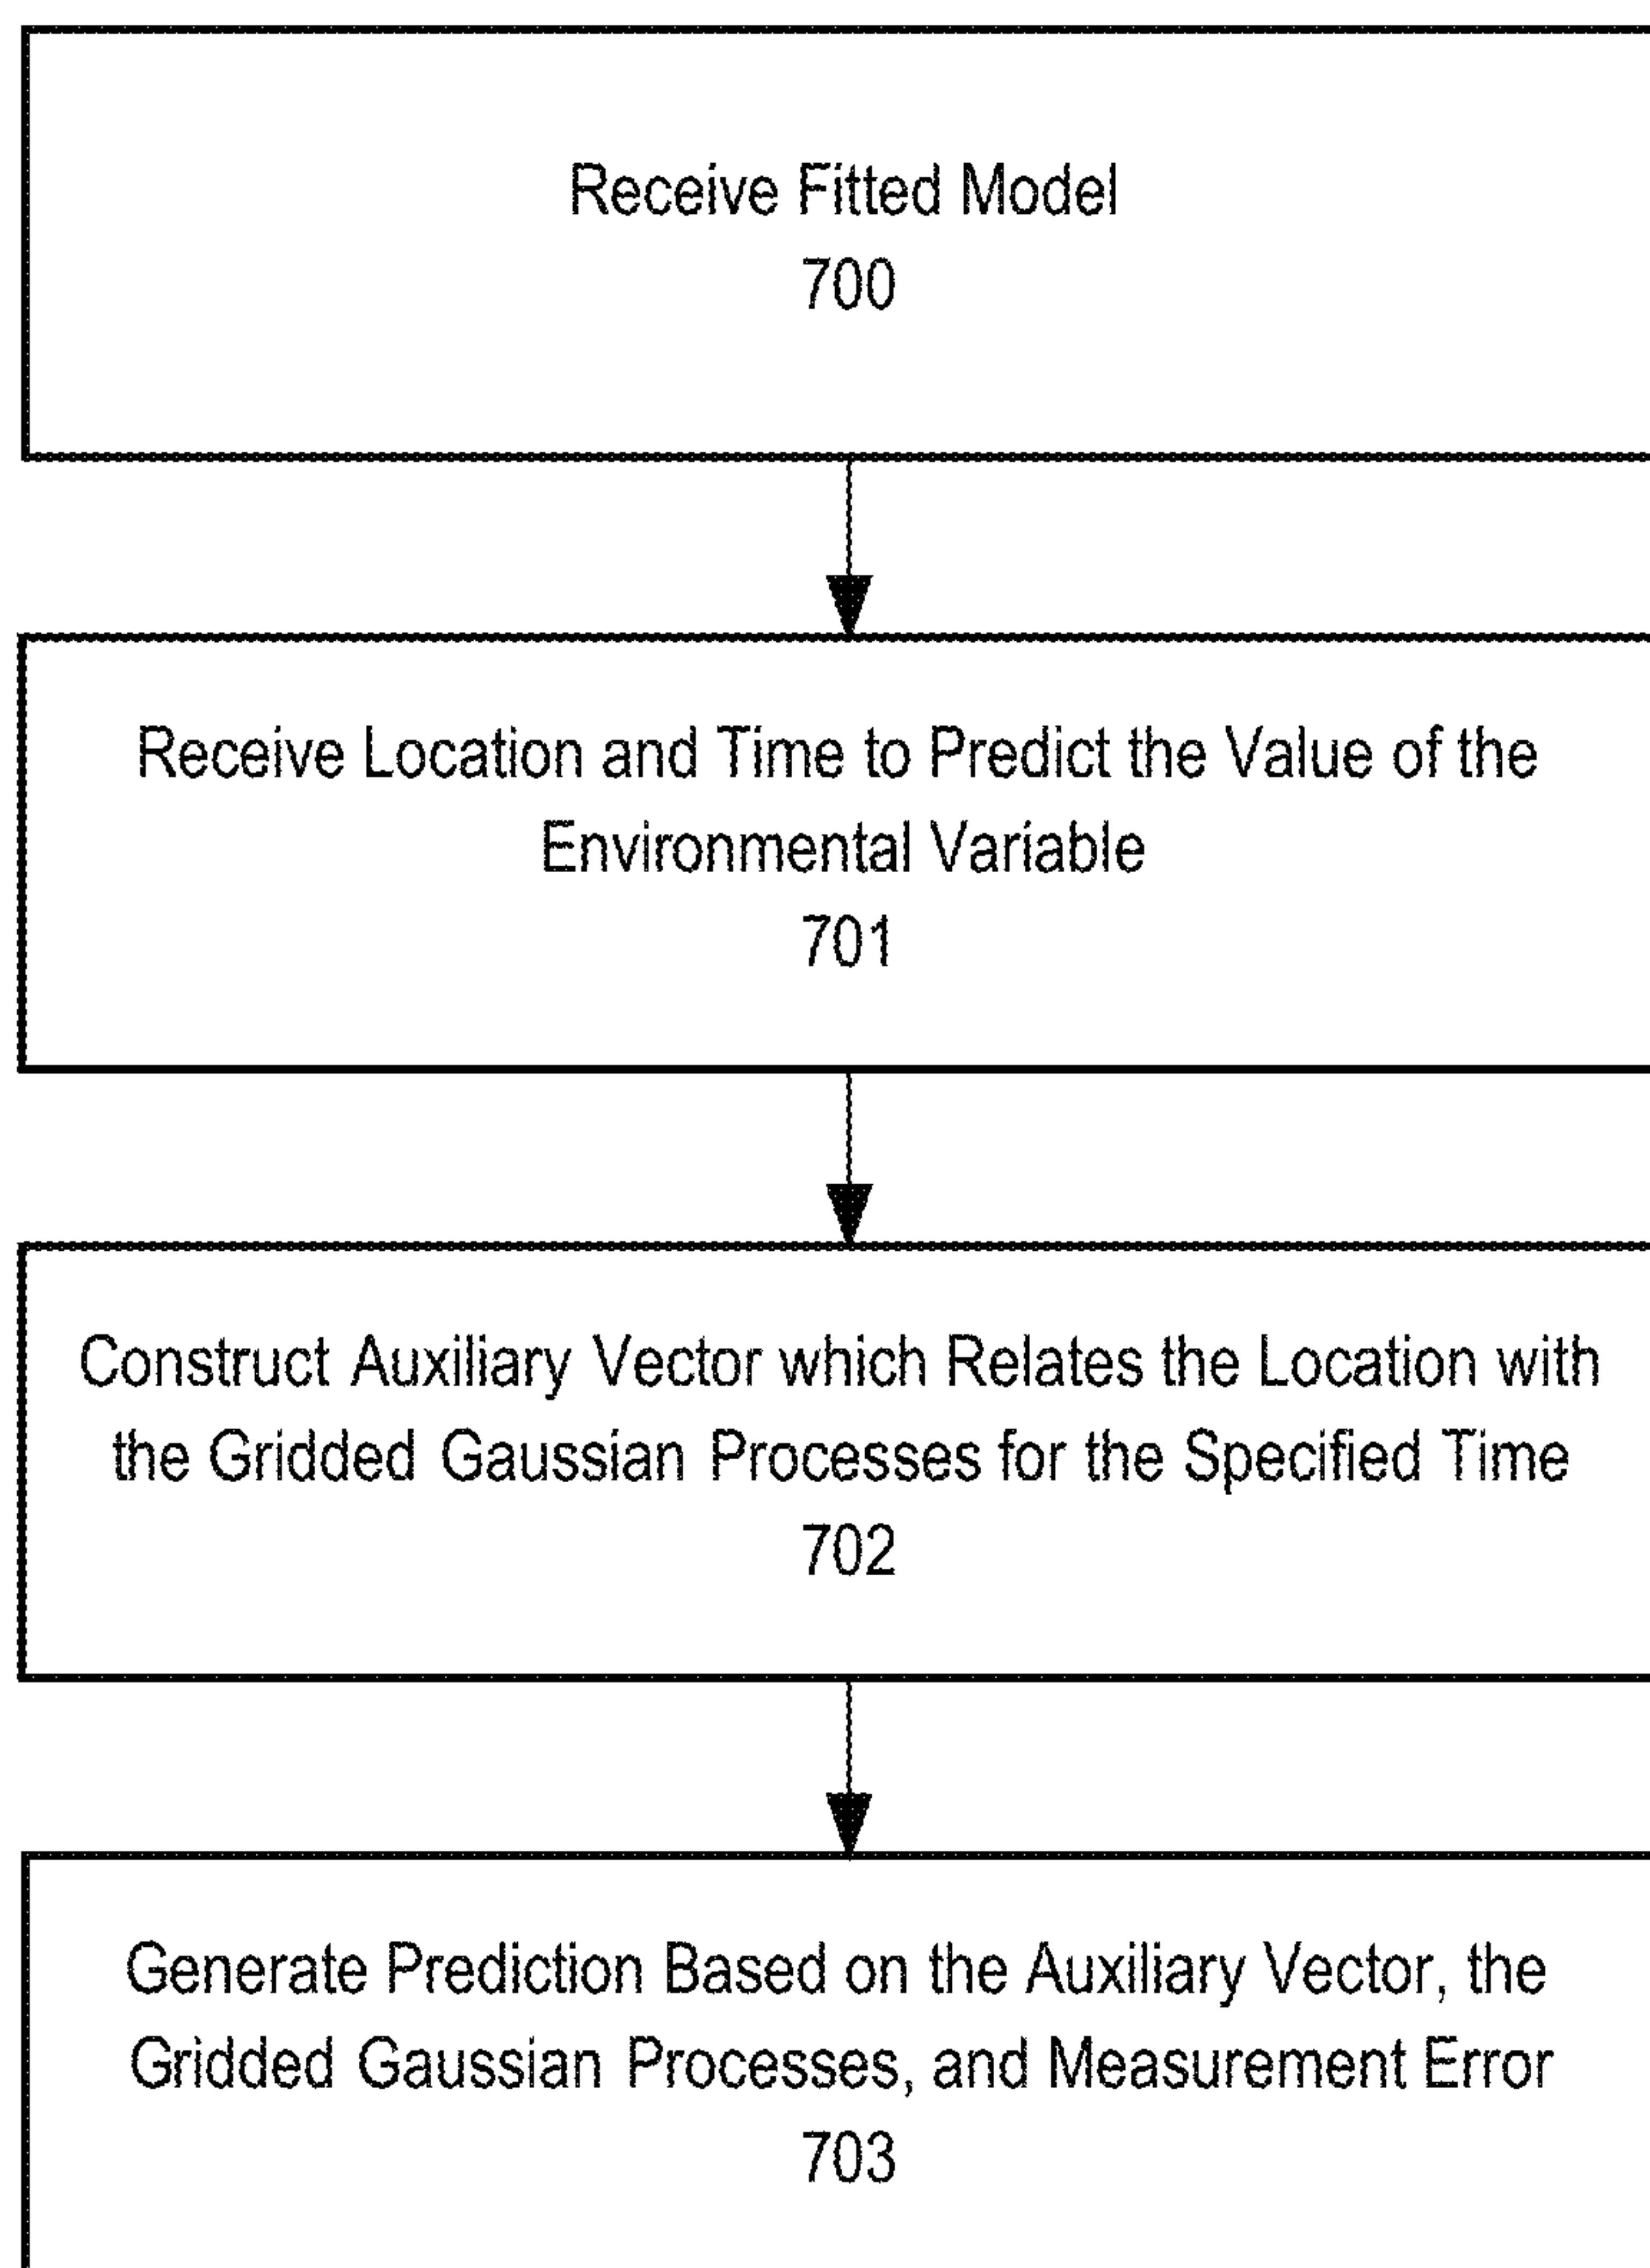 Receive Fitted Model
700
Receive Location and Time to Predict the Value of the
Environmental Variable
701
Construct Auxiliary Vector which Relates the Location with
the Gridded Gaussian Processes for the Specified Time
702
Generate Prediction Based on the Auxiliary Vector, the
Gridded Gaussian Processes, and Measurement Error
703